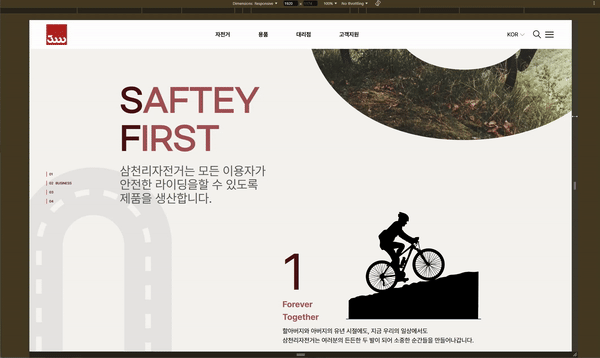 Dimensions: Responsive 1920 x 110% No throttling
자전거 용품 대리점 고객지원 KOR
SAFTEY
FIRST
삼천리자전거는 모든 이용자가
안전한 라이딩을할 수 있도록
제품을 생산합니다.
01
02 BUSINESS
03
04
1
Forever
Together
할아버지와 아버지의 유년 시절에도, 지금 우리의 일상에서도
삼천리자전거는 여러분의 든든한 두 발이 되어 소중한 순간들을 만들어나갑니다.